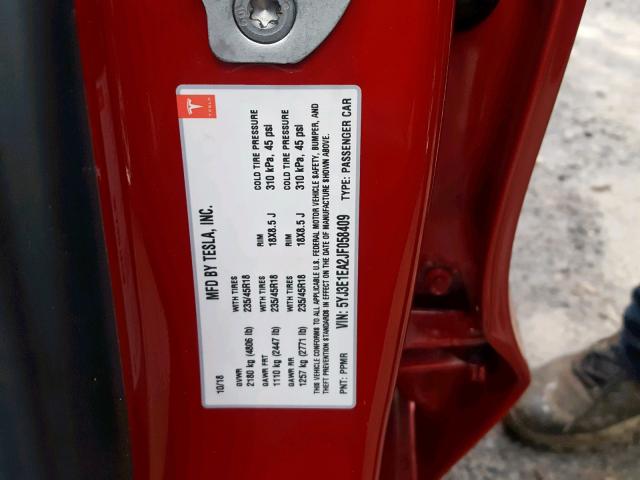 TESLA
MFD BY TESLA, INC.
10/18
GVWR WITH TIRES RIM COLD TIRE PRESSURE
2180 kg (4806 lb) 235/45R18 18X8.5 J 310 kPa, 45 psi
GAWR FRT WITH TIRES RIM COLD TIRE PRESSURE
1110 kg (2447 lb) 235/45R18 18X8.5 J 310 kPa, 45 psi
GAWR RR WITH TIRES
1257 kg (2771 lb) 235/45R18
THIS VEHICLE CONFORMS TO ALL APPLICABLE U.S. FEDERAL MOTOR VEHICLE SAFETY, BUMPER, AND
THEFT PREVENTION STANDARDS IN EFFECT ON THE DATE OF MANUFACTURE SHOWN ABOVE.
VIN: 5YJ3E1EA2JF058409 TYPE: PASSENGER CAR
PNT: PPMR